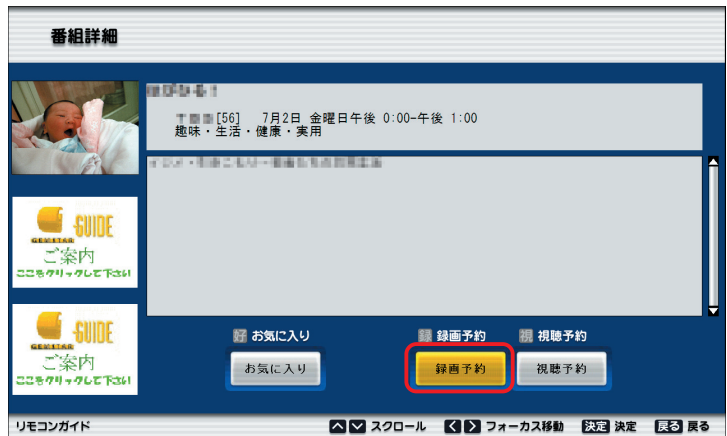 番組詳細
[56] 7月2日 金曜日午後 0:00-午後 1:00
趣味・生活・健康・実用
GUIDE
GEMSTAR
ご案内
ここをクリックして下さい
GUIDE
GEMSTAR
ご案内
ここをクリックして下さい
好 お気に入り 録 録画予約 視 視聴予約
お気に入り 録画予約 視聴予約
リモコンガイド スクロール フォーカス移動 決定 決定 戻る 戻る